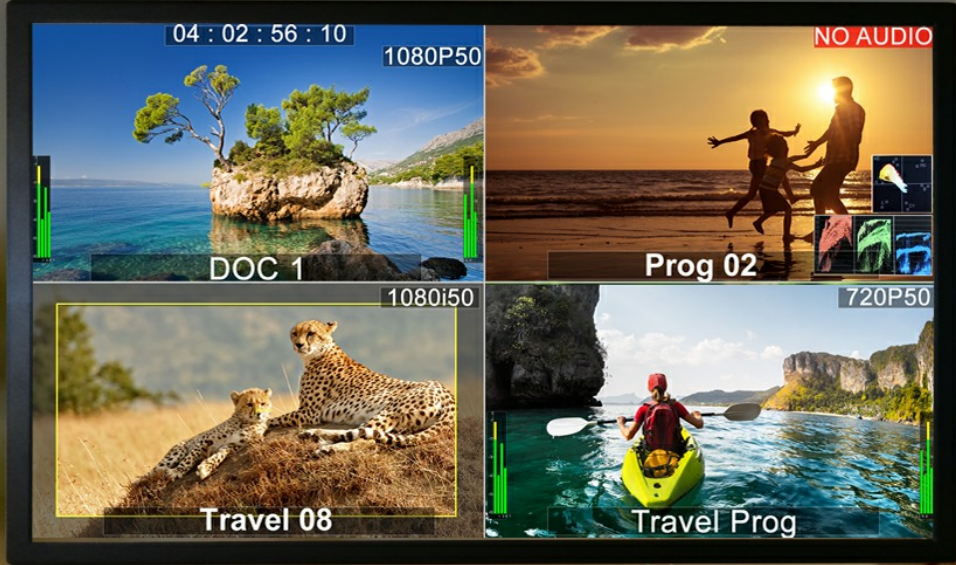 04 : 02 : 56 : 10
1080P50
DOC 1
NO AUDIO
Prog 02
1080i50
Travel 08
720P50
Travel Prog